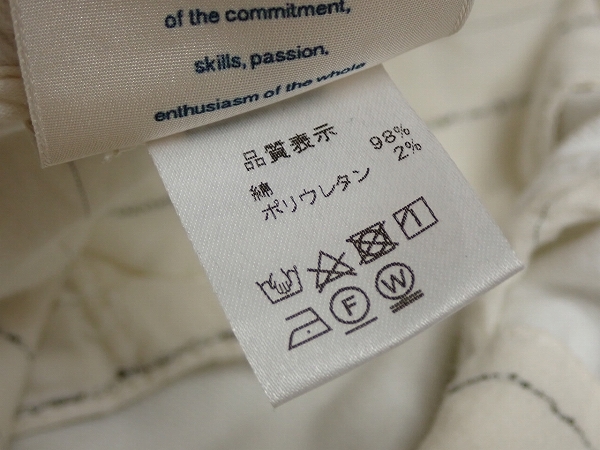 of the commitment,
skills, passion,
enthusiasm of the whole
品質表示
綿 98%
ポリウレタン 2%
F W